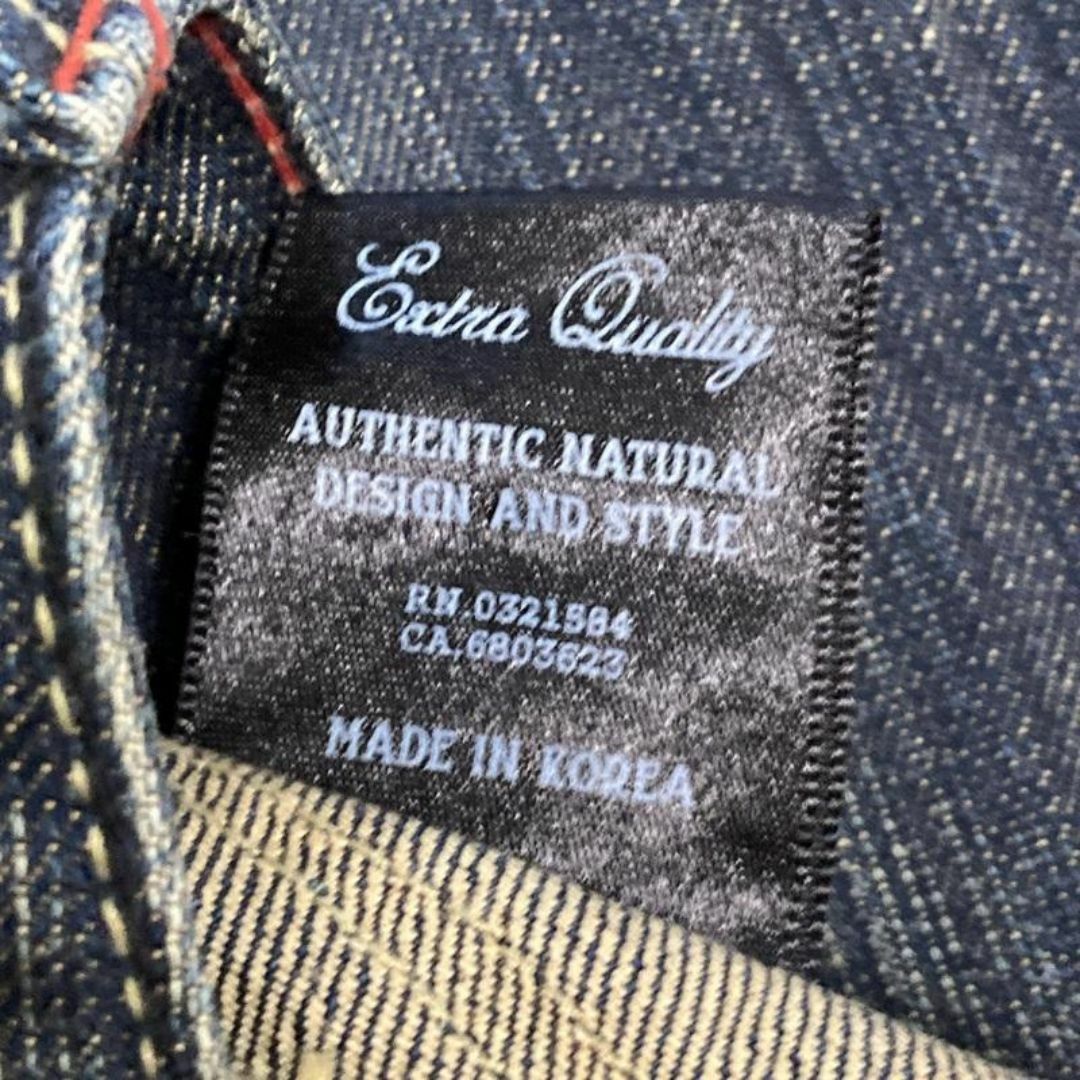 Extra Quality
AUTHENTIC NATURAL
DESIGN AND STYLE
RN.0321584
CA.6803623
MADE IN KOREA